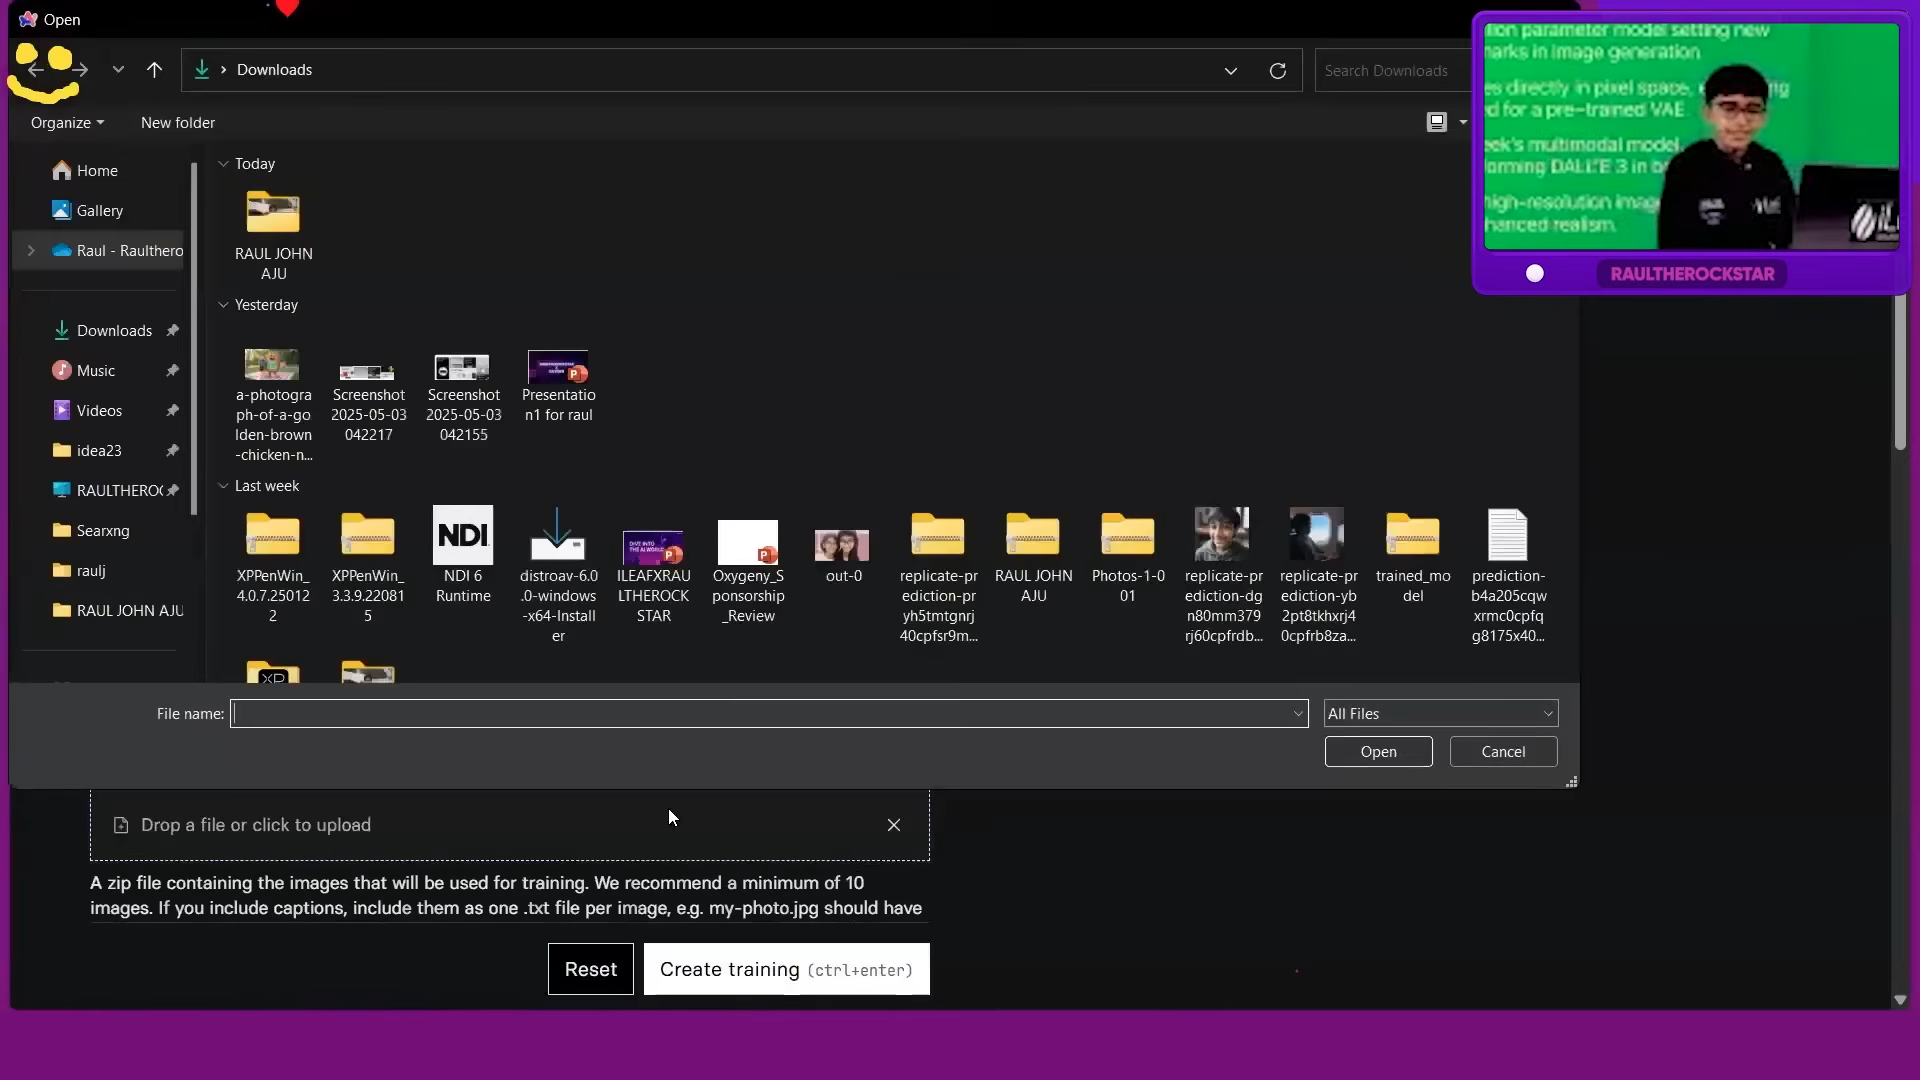 Open
Downloads
Search Downloads
Organize
New folder
Home
Gallery
Raul - Raulthero
Downloads
Music
Videos
idea23
RAULTHERO
Searxng
raulj
RAUL JOHN AJU
Today
RAUL JOHN
AJU
Yesterday
a-photogra
ph-of-a-go
lden-brown
-chicken-n...
Screenshot
2025-05-03
042217
Screenshot
2025-05-03
042155
Presentatio
n1 for raul
Last week
XPPenWin_
4.0.7.25012
2
XPPenWin_
3.3.9.22081
5
NDI
NDI 6
Runtime
distroav-6.0
.0-windows
-x64-Install
er
ILEAFXRAU
LTHEROCK
STAR
Oxygeny_S
ponsorship
_Review
out-0
replicate-pr
ediction-pr
yh5tmtgnrj
40cpfsr9m...
RAUL JOHN
AJU
Photos-1-0
01
replicate-pr
ediction-dg
n80mm379
rj60cpfrdb...
replicate-pr
ediction-yb
2pt8tkhxrj4
0cpfrb8za...
trained_mo
del
prediction-
b4a205cqw
xrmc0cpfq
g8175x40...
XP
File name:
All Files
Open
Cancel
Drop a file or click to upload
A zip file containing the images that will be used for training. We recommend a minimum of 10
images. If you include captions, include them as one .txt file per image, e.g. my-photo.jpg should have
Reset
Create training (ctrl+enter)
parameter model setting new
in image generation.
directly in pixel space,
for a pre-trained VAE.
multimodal model,
DALL·E 3 in
high-resolution
realism.
RAULTHEROCKSTAR